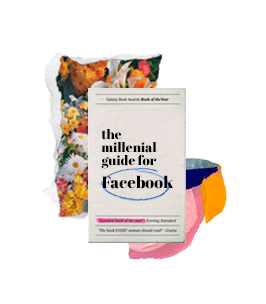 Galaxy Book Awards Book of the Year
the
millenial
guide for
Facebook
'Funniest book of the year' Evening Standard
'The book EVERY woman should read' - Grazia